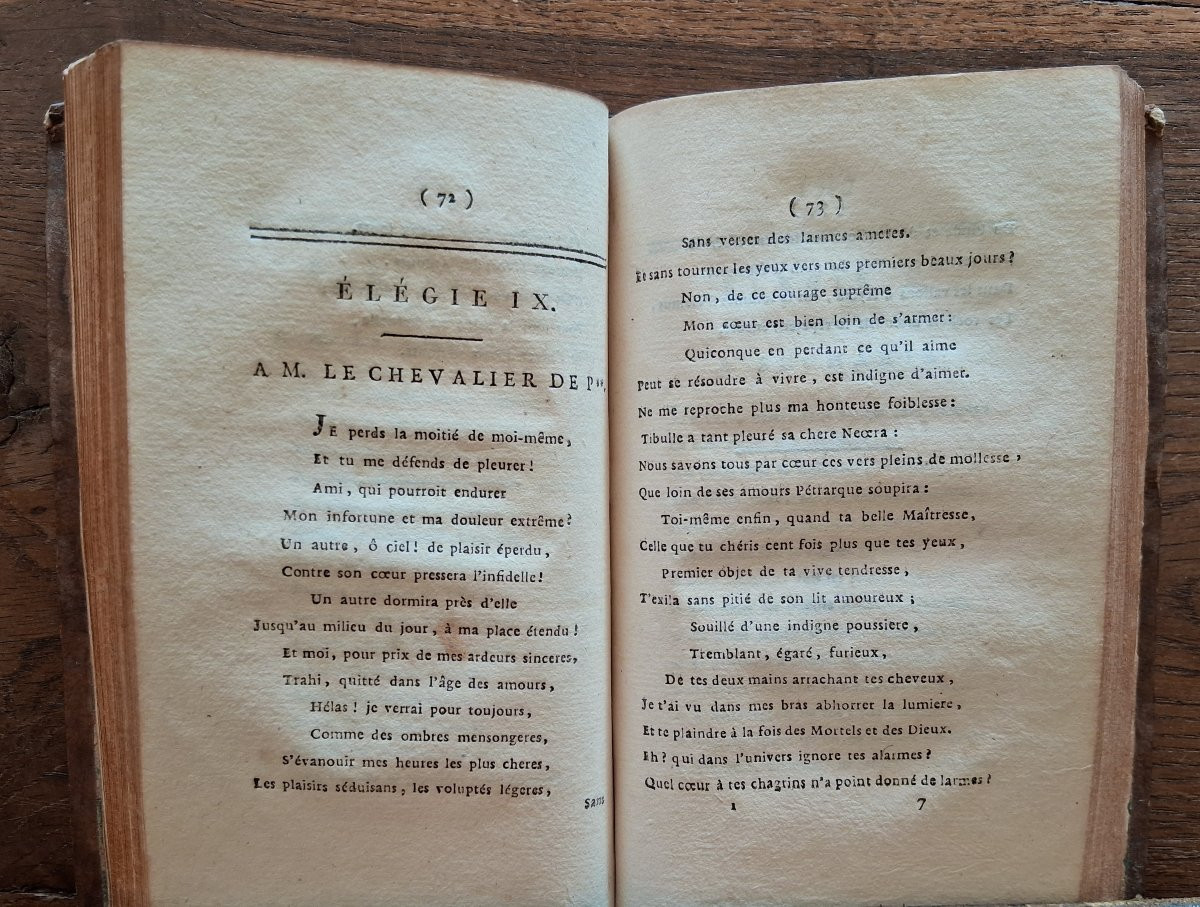 ( 72 )
ÉLÉGIE IX.
A M. LE CHEVALIER DE P**,
JE perds la moitié de moi-même,
Et tu me défends de pleurer!
Ami, qui pourroit endurer
Mon infortune et ma douleur extrême?
Un autre, ô ciel! de plaisir éperdu,
Contre son cœur pressera l'infidelle!
Un autre dormira près d'elle
Jusqu'au milieu du jour, à ma place étendu!
Et moi, pour prix de mes ardeurs sinceres,
Trahi, quitté dans l'âge des amours,
Hélas! je verrai pour toujours,
Comme des ombres mensongeres,
S'évanouir mes heures les plus cheres,
Les plaisirs séduisans, les voluptés légeres,
Sans
( 73 )
Sans verser des larmes ameres.
Et sans tourner les yeux vers mes premiers beaux jours?
Non, de ce courage suprême
Mon cœur est bien loin de s'armer:
Quiconque en perdant ce qu'il aime
Peut se résoudre à vivre, est indigne d'aimer.
Ne me reproche plus ma honteuse foiblesse:
Tibulle a tant pleuré sa chere Neœra:
Nous savons tous par cœur ces vers pleins de mollesse,
Que loin de ses amours Pétrarque soupira:
Toi-même enfin, quand ta belle Maîtresse,
Celle que tu chéris cent fois plus que tes yeux,
Premier objet de ta vive tendresse,
T'exila sans pitié de son lit amoureux;
Souillé d'une indigne poussiere,
Tremblant, égaré, furieux,
De tes deux mains arrachant tes cheveux,
Je t'ai vu dans mes bras abhorrer la lumiere,
Et te plaindre à la fois des Mortels et des Dieux.
Eh? qui dans l'univers ignore tes alarmes?
Quel cœur à tes chagrins n'a point donné de larmes?
1 7